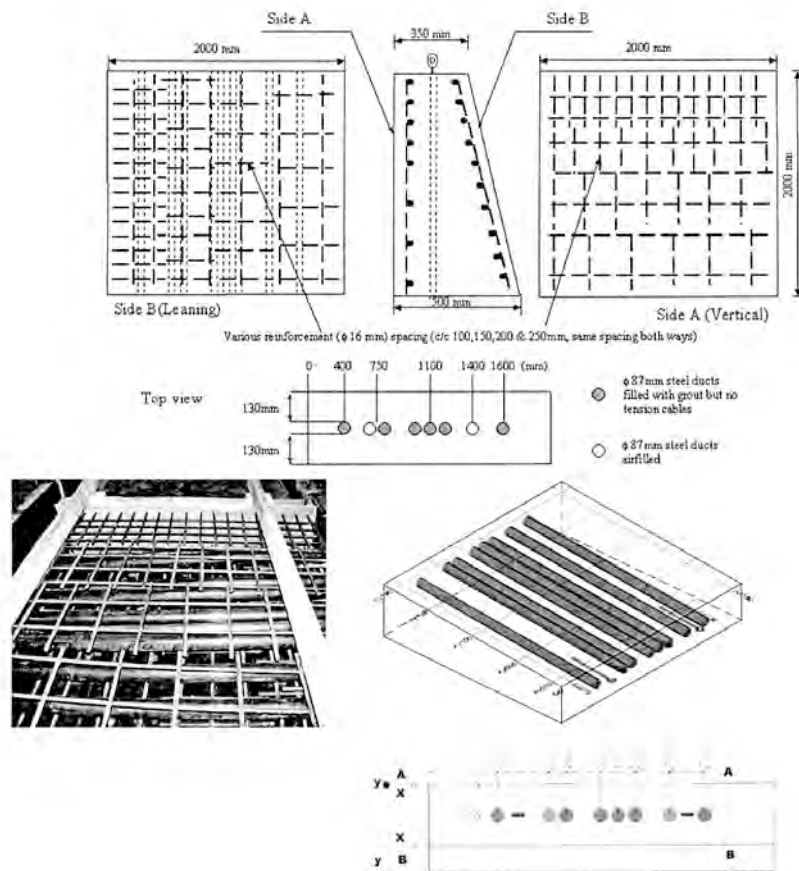 Side A
350 mm
Side B
2000 mm
2000 mm
2000 mm
500 mm
Side B (Leaning)
Side A (Vertical)
Various reinforcement (ϕ 16 mm) spacing (c/c 100,150,200 & 250mm, same spacing both ways)
0 400 750 1100 1400 1600 (mm)
Top view
130mm
130mm
ϕ 87mm steel ducts
filled with grout but no
tension cables
ϕ 87mm steel ducts
airfilled
A A
y
X
X
y B B